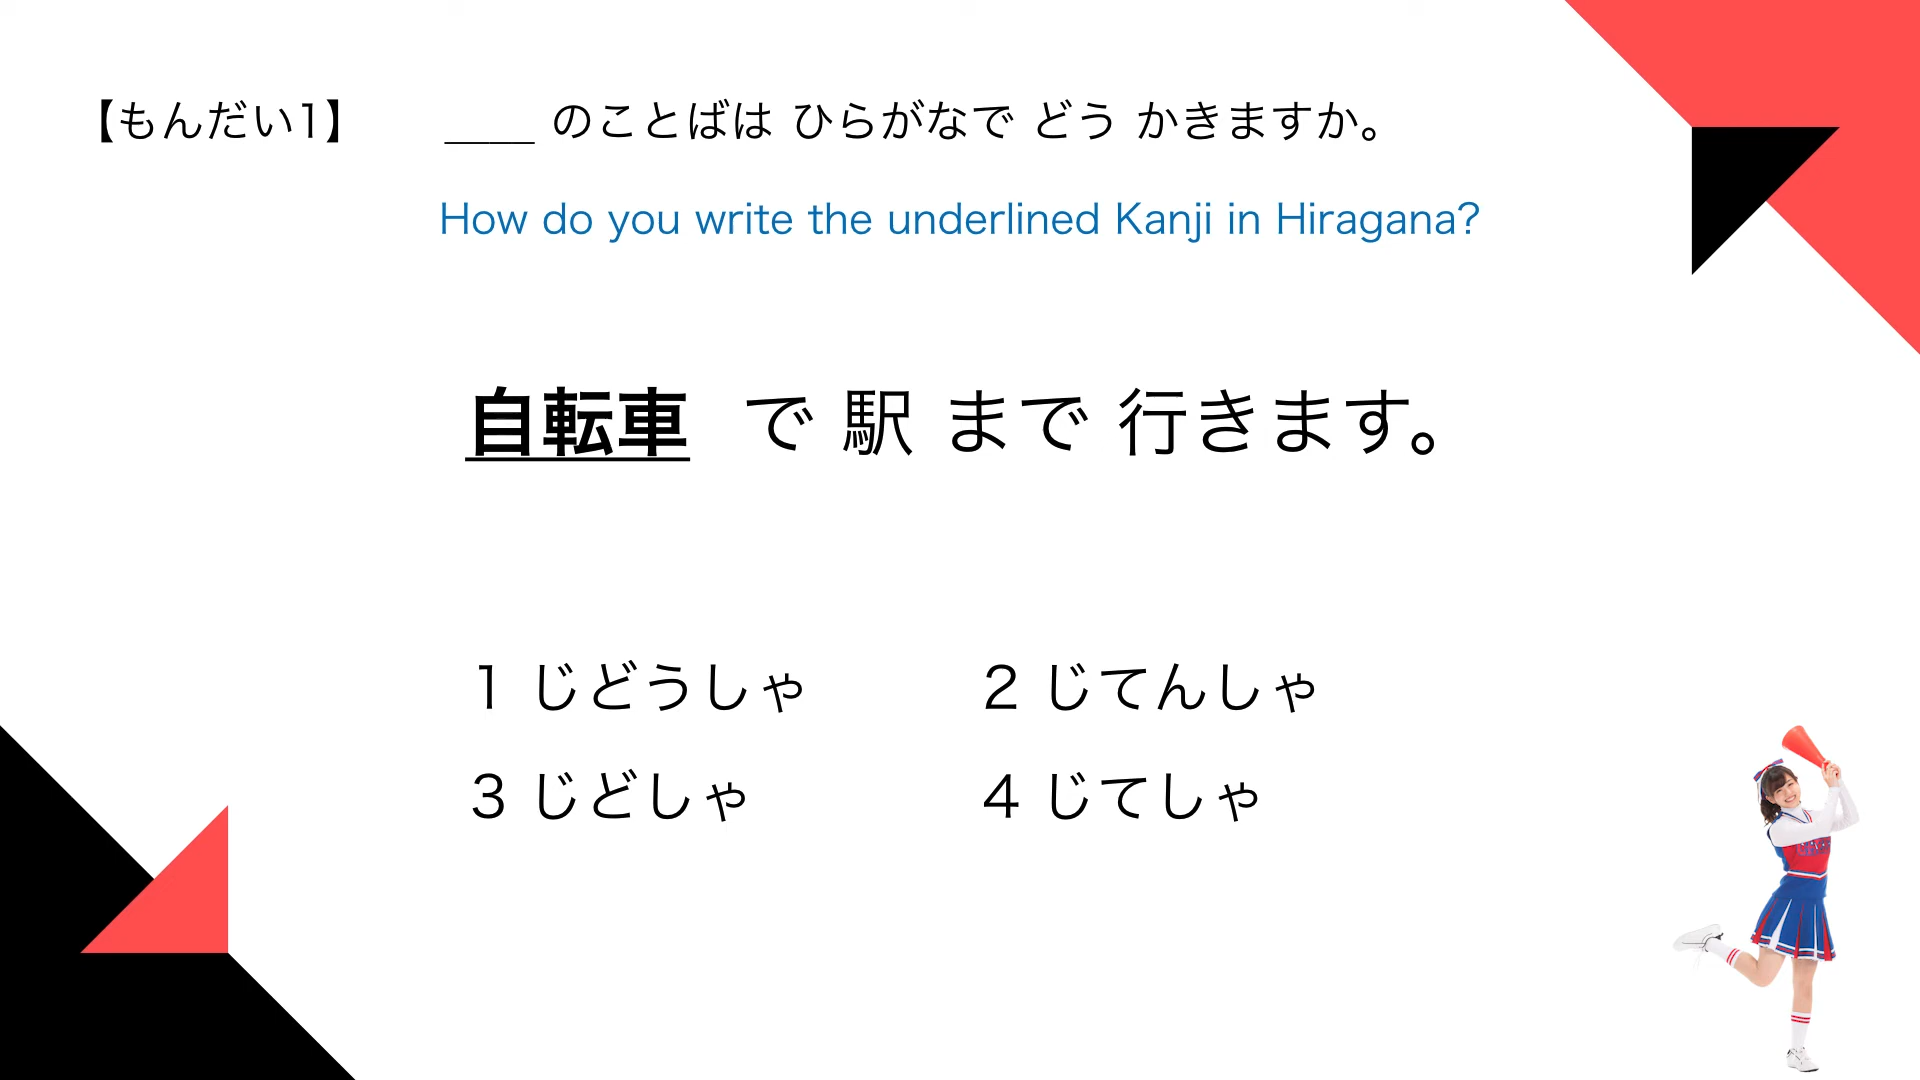 【もんだい1】 ____ のことばは ひらがなで どう かきますか。
How do you write the underlined Kanji in Hiragana?
自転車 で 駅 まで 行きます。
1 じどうしゃ 2 じてんしゃ
3 じどしゃ 4 じてしゃ